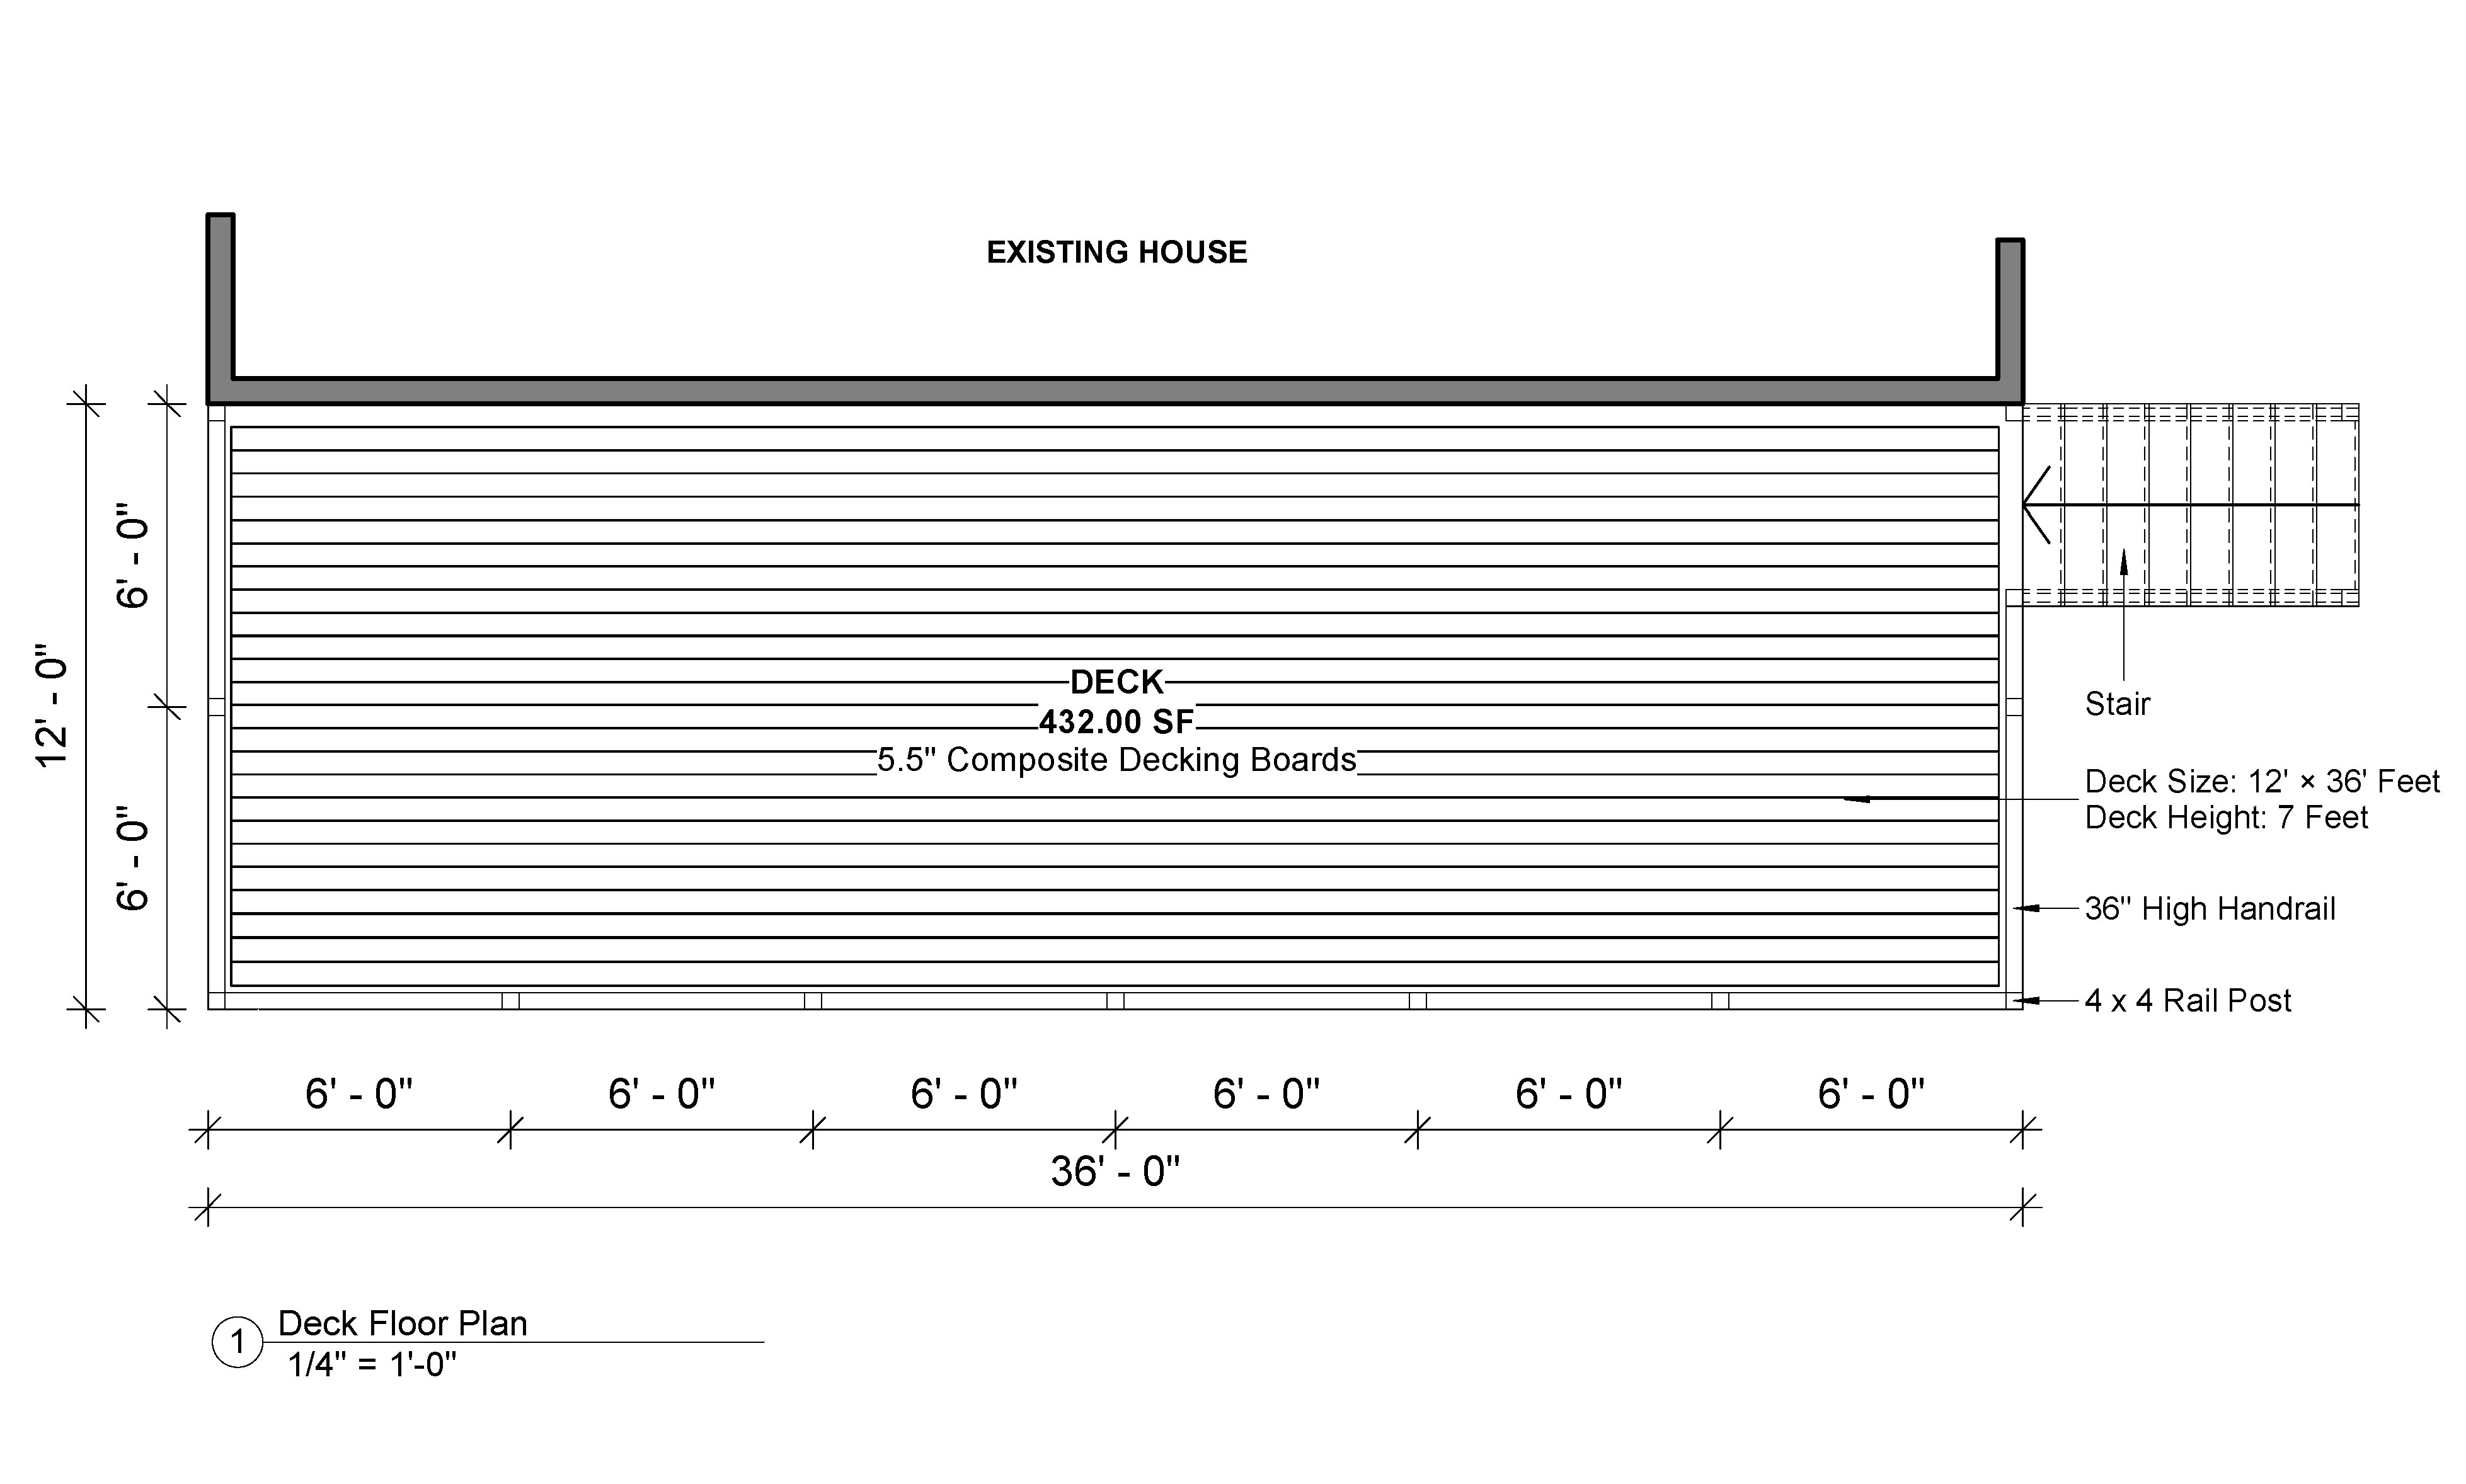 EXISTING HOUSE
12' - 0"
6' - 0"
6' - 0"
DECK
432.00 SF
5.5" Composite Decking Boards
Stair
Deck Size: 12' × 36' Feet
Deck Height: 7 Feet
36" High Handrail
4 x 4 Rail Post
6' - 0" 6' - 0" 6' - 0" 6' - 0" 6' - 0" 6' - 0"
36' - 0"
1 Deck Floor Plan
1/4" = 1'-0"